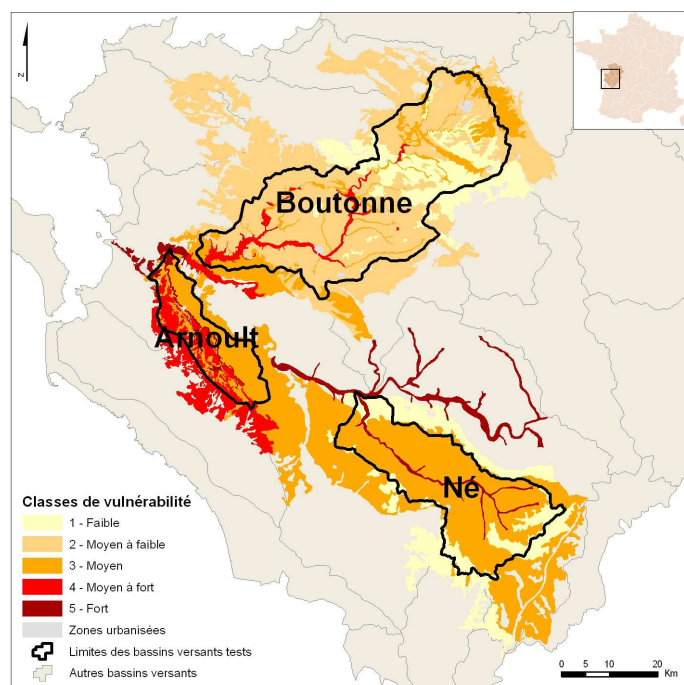 N
Boutonne
Arnoult
Né
Classes de vulnérabilité
1 - Faible
2 - Moyen à faible
3 - Moyen
4 - Moyen à fort
5 - Fort
Zones urbanisées
Limites des bassins versants tests
Autres bassins versants
0 5 10 20
Km